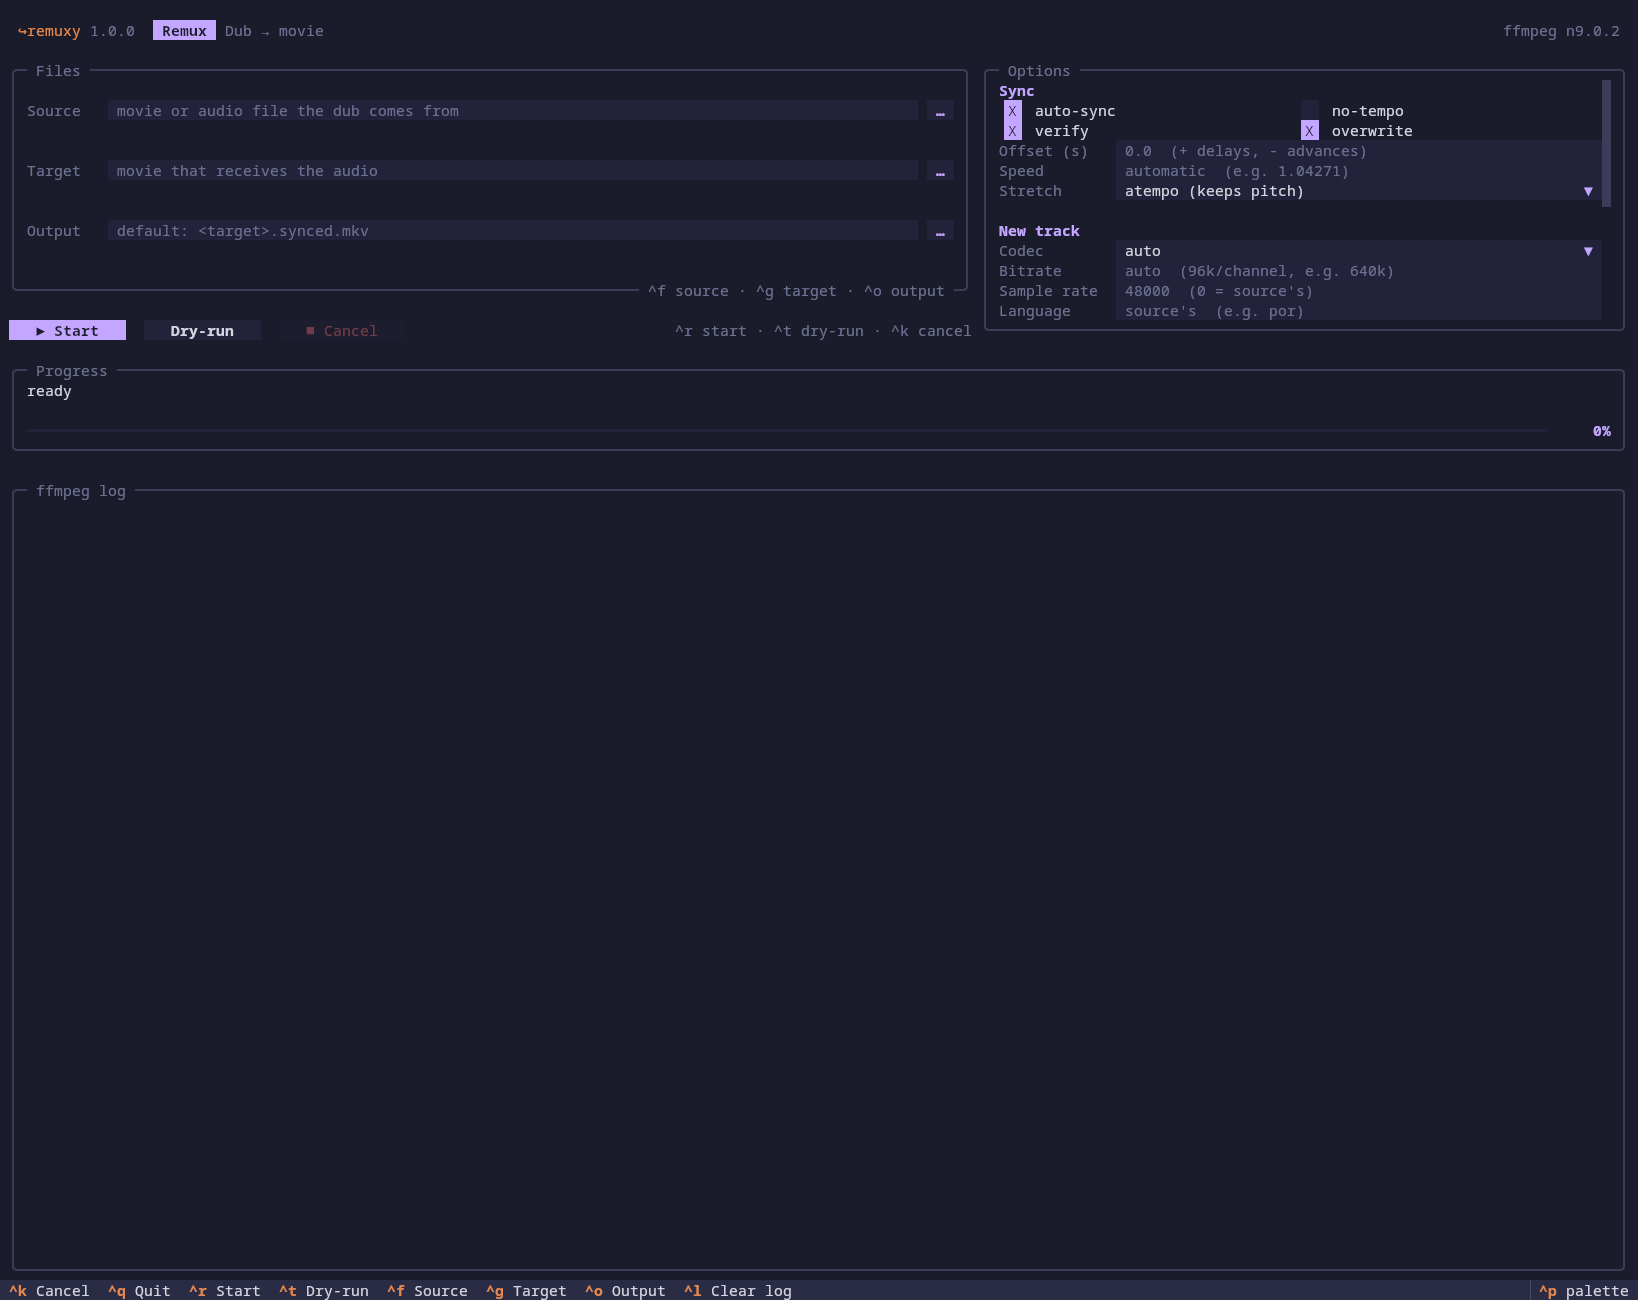 ↪remuxy 1.0.0 Remux Dub → movie ffmpeg n9.0.2
Files
Source movie or audio file the dub comes from …
Target movie that receives the audio …
Output default: <target>.synced.mkv …
^f source · ^g target · ^o output
▶ Start Dry-run ■ Cancel ^r start · ^t dry-run · ^k cancel
Options
Sync
X auto-sync no-tempo
X verify X overwrite
Offset (s) 0.0 (+ delays, - advances)
Speed automatic (e.g. 1.04271)
Stretch atempo (keeps pitch) ▼
New track
Codec auto ▼
Bitrate auto (96k/channel, e.g. 640k)
Sample rate 48000 (0 = source's)
Language source's (e.g. por)
Progress
ready
0%
ffmpeg log
^k Cancel ^q Quit ^r Start ^t Dry-run ^f Source ^g Target ^o Output ^l Clear log ^p palette